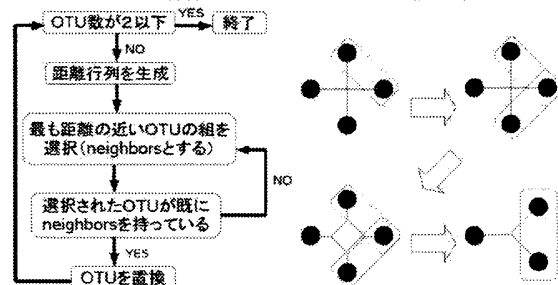 OTU数が2以下
YES
終了
NO
距離行列を生成
最も距離の近いOTUの組を
選択(neighborsとする)
NO
選択されたOTUが既に
neighborsを持っている
YES
OTUを置換